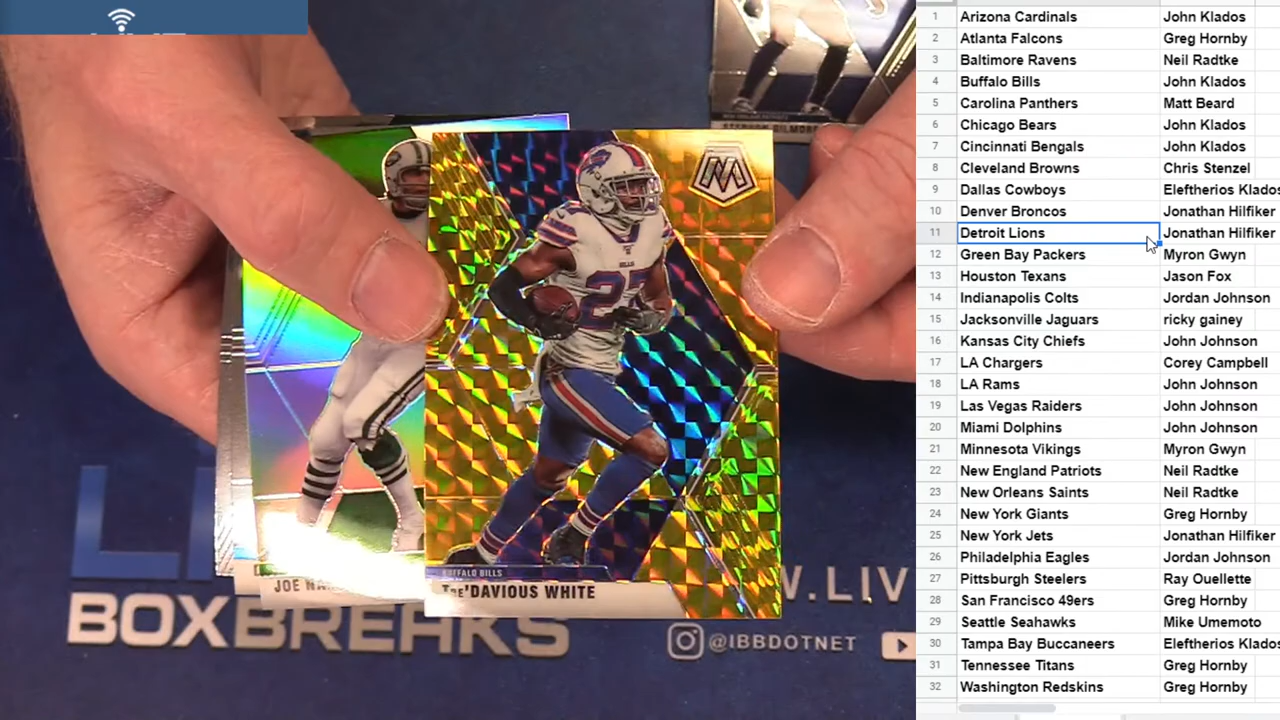 STEPHON GILMORE
27
BILLS
M
BUFFALO BILLS
Tre'DAVIOUS WHITE
JOE NA
LI
W.LIV
BOXBREAKS
@IBBDOTNET
1 Arizona Cardinals John Klados
2 Atlanta Falcons Greg Hornby
3 Baltimore Ravens Neil Radtke
4 Buffalo Bills John Klados
5 Carolina Panthers Matt Beard
6 Chicago Bears John Klados
7 Cincinnati Bengals John Klados
8 Cleveland Browns Chris Stenzel
9 Dallas Cowboys Eleftherios Klados
10 Denver Broncos Jonathan Hilfiker
11 Detroit Lions Jonathan Hilfiker
12 Green Bay Packers Myron Gwyn
13 Houston Texans Jason Fox
14 Indianapolis Colts Jordan Johnson
15 Jacksonville Jaguars ricky gainey
16 Kansas City Chiefs John Johnson
17 LA Chargers Corey Campbell
18 LA Rams John Johnson
19 Las Vegas Raiders John Johnson
20 Miami Dolphins John Johnson
21 Minnesota Vikings Myron Gwyn
22 New England Patriots Neil Radtke
23 New Orleans Saints Neil Radtke
24 New York Giants Greg Hornby
25 New York Jets Jonathan Hilfiker
26 Philadelphia Eagles Jordan Johnson
27 Pittsburgh Steelers Ray Ouellette
28 San Francisco 49ers Greg Hornby
29 Seattle Seahawks Mike Umemoto
30 Tampa Bay Buccaneers Eleftherios Klados
31 Tennessee Titans Greg Hornby
32 Washington Redskins Greg Hornby